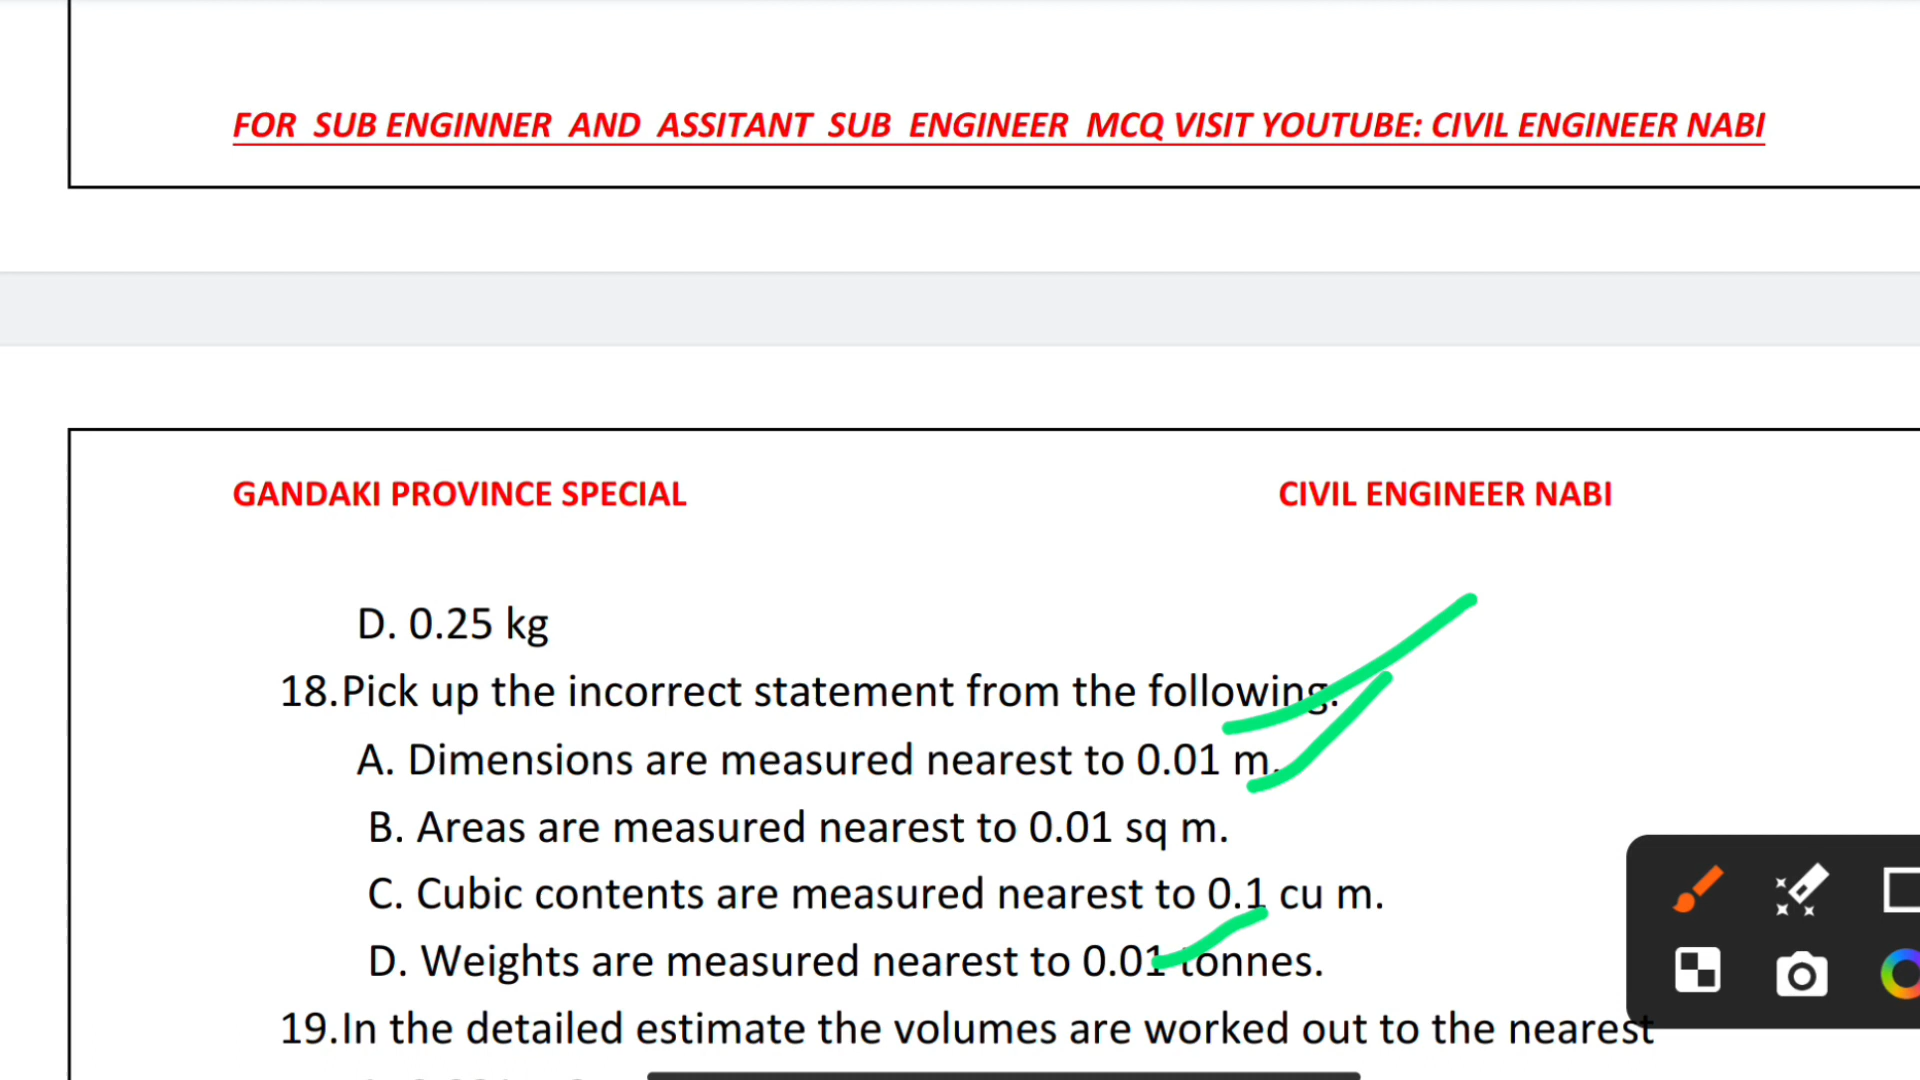 FOR SUB ENGINNER AND ASSITANT SUB ENGINEER MCQ VISIT YOUTUBE: CIVIL ENGINEER NABI
GANDAKI PROVINCE SPECIAL CIVIL ENGINEER NABI
D. 0.25 kg
18.Pick up the incorrect statement from the following.
A. Dimensions are measured nearest to 0.01 m.
B. Areas are measured nearest to 0.01 sq m.
C. Cubic contents are measured nearest to 0.1 cu m.
D. Weights are measured nearest to 0.01 tonnes.
19.In the detailed estimate the volumes are worked out to the nearest